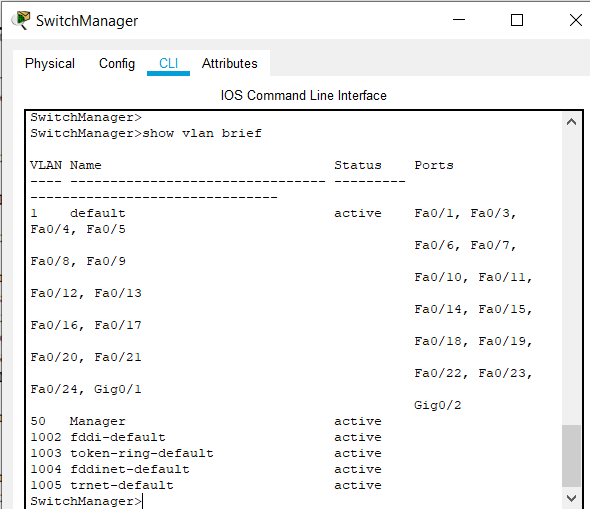 SwitchManager
Physical Config CLI Attributes
IOS Command Line Interface
SwitchManager>
SwitchManager>show vlan brief
VLAN Name                             Status    Ports
---- -------------------------------- ---------
-------------------------------
1    default                          active    Fa0/1, Fa0/3,
Fa0/4, Fa0/5
                                                Fa0/6, Fa0/7,
Fa0/8, Fa0/9
                                                Fa0/10, Fa0/11,
Fa0/12, Fa0/13
                                                Fa0/14, Fa0/15,
Fa0/16, Fa0/17
                                                Fa0/18, Fa0/19,
Fa0/20, Fa0/21
                                                Fa0/22, Fa0/23,
Fa0/24, Gig0/1
                                                Gig0/2
50   Manager                          active
1002 fddi-default                     active
1003 token-ring-default               active
1004 fddinet-default                  active
1005 trnet-default                    active
SwitchManager>